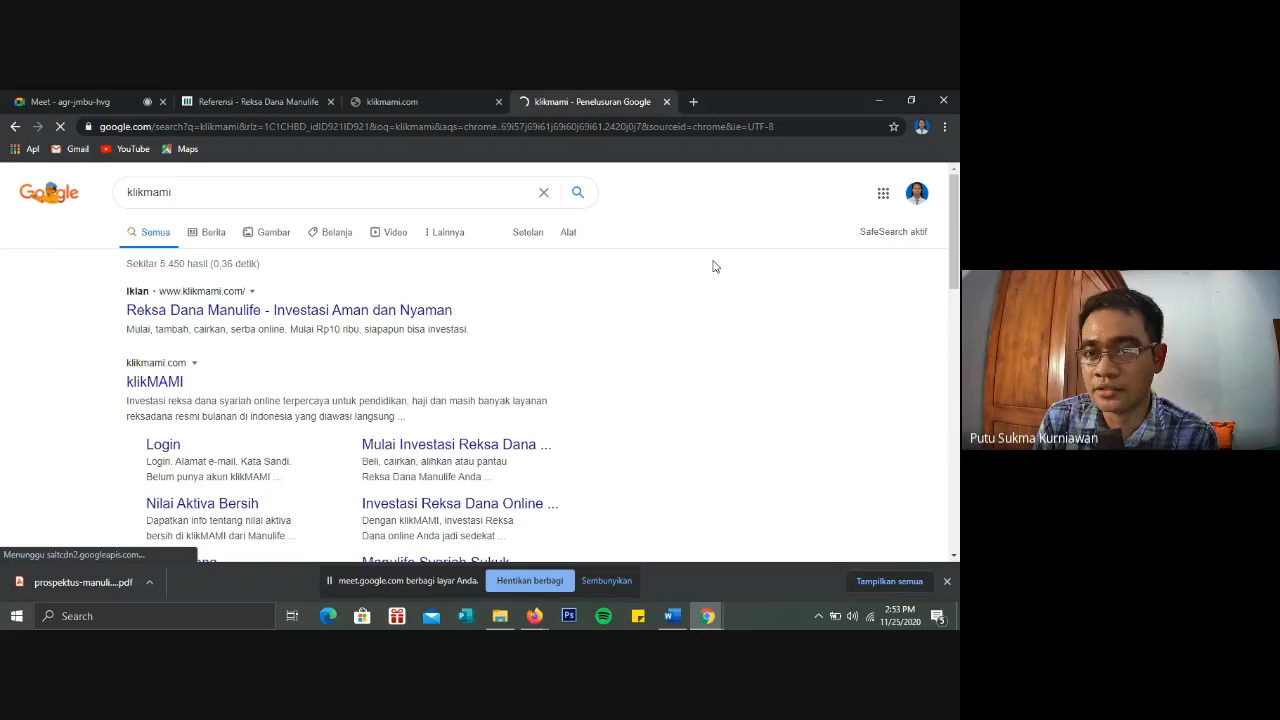 Meet - agr-jmbu-hvg
Referensi - Reksa Dana Manulife
klikmami.com
klikmami - Penelusuran Google
google.com/search?q=klikmami&rlz=1C1CHBD_idID921ID921&oq=klikmami&aqs=chrome..69i57j69i61j69i60j69i61.2420j0j7&sourceid=chrome&ie=UTF-8
Apl
Gmail
YouTube
Maps
Google
klikmami
Semua
Berita
Gambar
Belanja
Video
Lainnya
Setelan
Alat
SafeSearch aktif
Sekitar 5.450 hasil (0,36 detik)
Iklan · www.klikmami.com/
Reksa Dana Manulife - Investasi Aman dan Nyaman
Mulai, tambah, cairkan, serba online. Mulai Rp10 ribu, siapapun bisa investasi.
klikmami.com
klikMAMI
Investasi reksa dana syariah online terpercaya untuk pendidikan, haji dan masih banyak layanan
reksadana resmi bulanan di indonesia yang diawasi langsung ...
Login
Login. Alamat e-mail. Kata Sandi.
Belum punya akun klikMAMI ...
Mulai Investasi Reksa Dana ...
Beli, cairkan, alihkan atau pantau
Reksa Dana Manulife Anda ...
Nilai Aktiva Bersih
Dapatkan info tentang nilai aktiva
bersih di klikMAMI dari Manulife ...
Investasi Reksa Dana Online ...
Dengan klikMAMI, investasi Reksa
Dana online Anda jadi sedekat ...
Manulife Syariah Sukuk
Menunggu saltcdn2.googleapis.com...
prospektus-manuli....pdf
meet.google.com berbagi layar Anda.
Hentikan berbagi
Sembunyikan
Tampilkan semua
Search
Ps
2:53 PM
11/25/2020
5
Putu Sukma Kurniawan